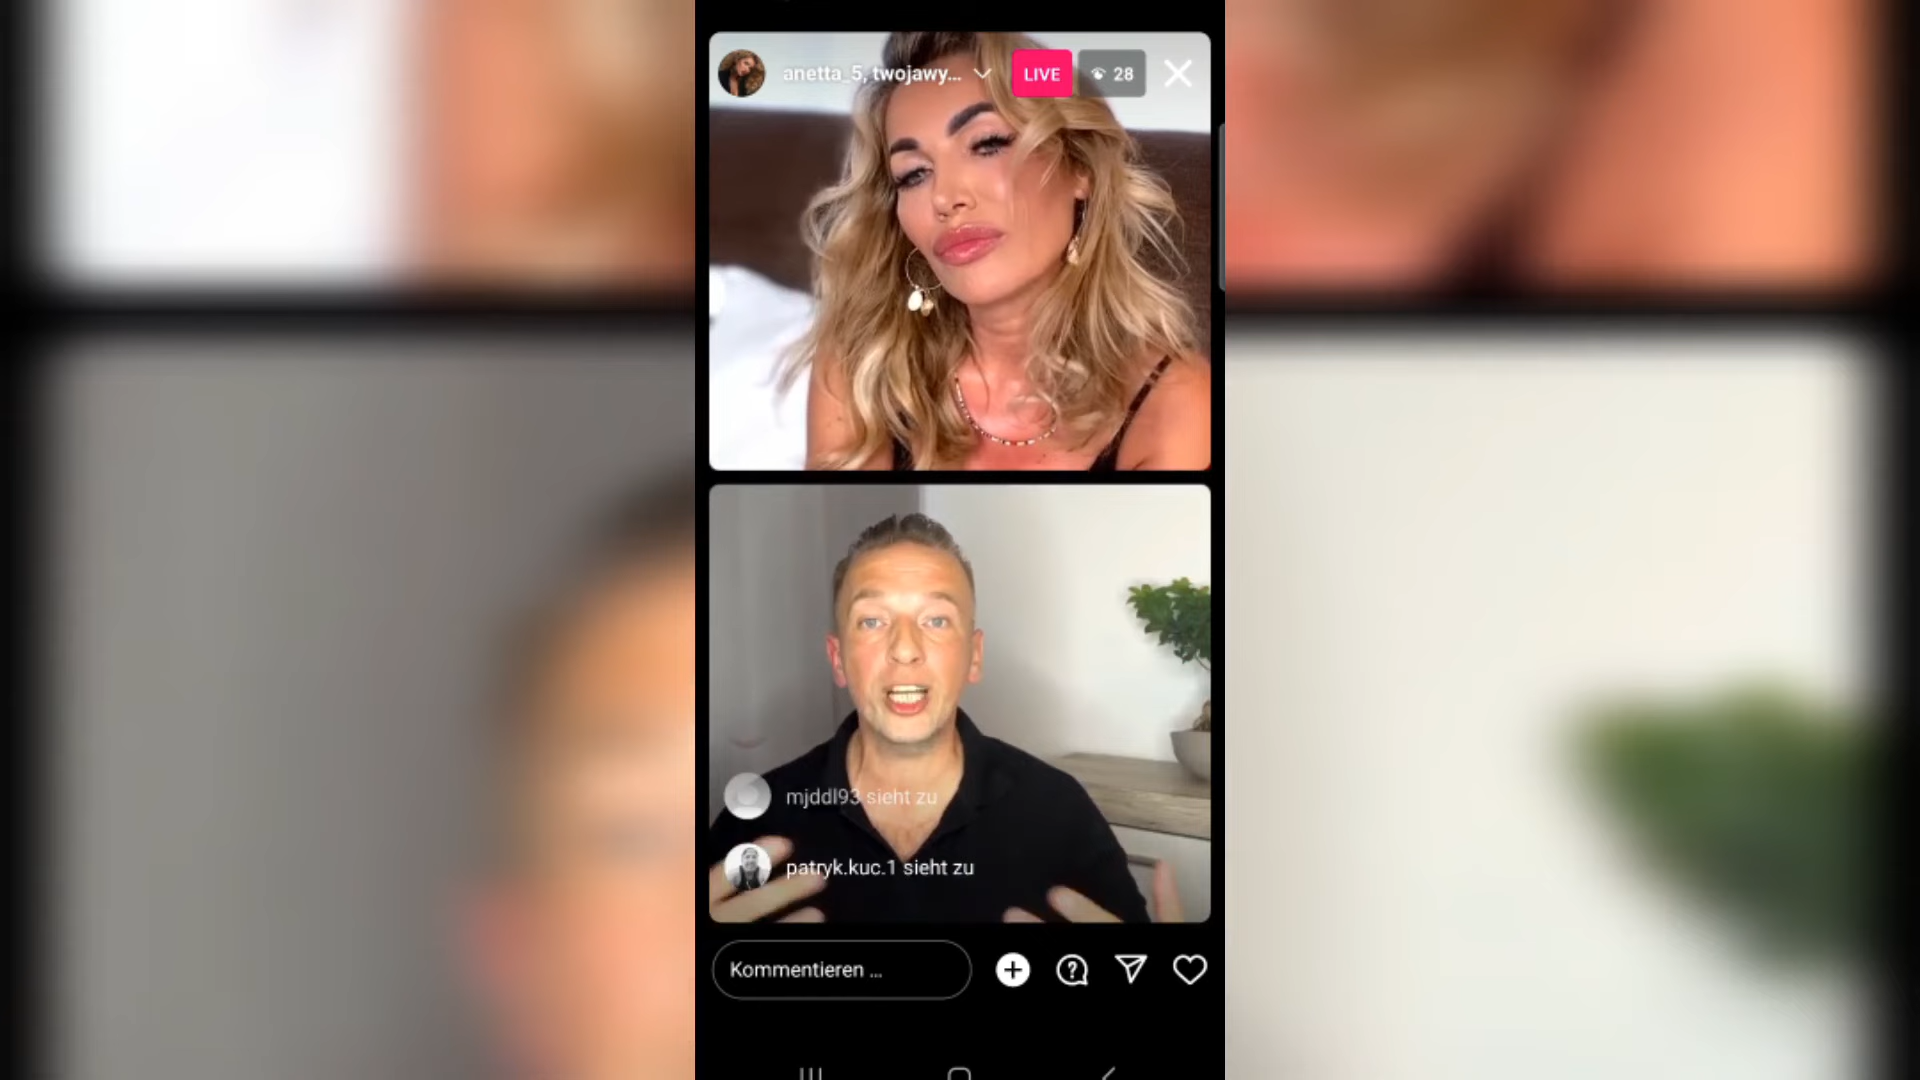 anetta_5, twojawy...
LIVE
28
mjddl93 sieht zu
patryk.kuc.1 sieht zu
Kommentieren ...